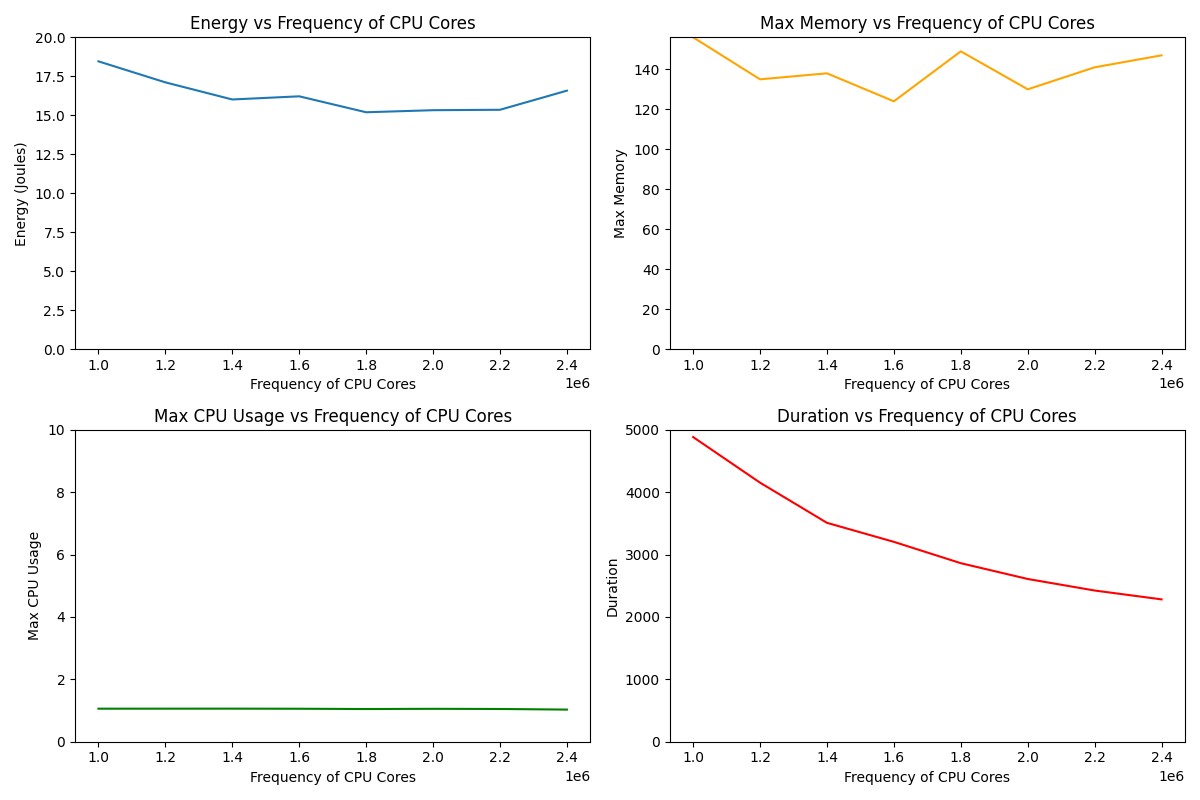 Energy vs Frequency of CPU Cores
20.0
17.5
15.0
12.5
10.0
7.5
5.0
2.5
0.0
Energy (Joules)
1.0 1.2 1.4 1.6 1.8 2.0 2.2 2.4
1e6
Frequency of CPU Cores
Max Memory vs Frequency of CPU Cores
140
120
100
80
60
40
20
0
Max Memory
1.0 1.2 1.4 1.6 1.8 2.0 2.2 2.4
1e6
Frequency of CPU Cores
Max CPU Usage vs Frequency of CPU Cores
10
8
6
4
2
0
Max CPU Usage
1.0 1.2 1.4 1.6 1.8 2.0 2.2 2.4
1e6
Frequency of CPU Cores
Duration vs Frequency of CPU Cores
5000
4000
3000
2000
1000
0
Duration
1.0 1.2 1.4 1.6 1.8 2.0 2.2 2.4
1e6
Frequency of CPU Cores